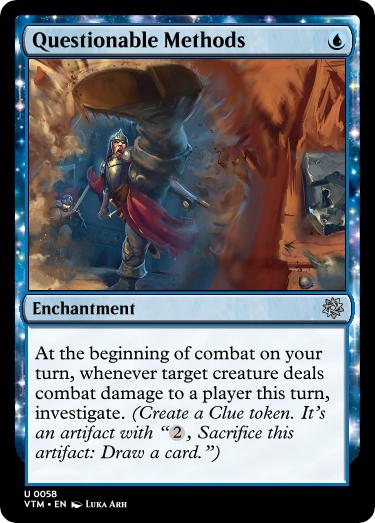 Questionable Methods
Enchantment
At the beginning of combat on your
turn, whenever target creature deals
combat damage to a player this turn,
investigate. (Create a Clue token. It's
an artifact with “2, Sacrifice this
artifact: Draw a card.”)
U 0058
VTM • EN Luka Arh